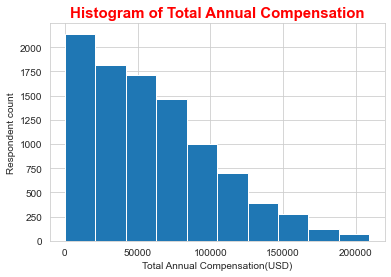 Histogram of Total Annual Compensation
2000
1750
1500
1250
1000
750
500
250
0
Respondent count
0 50000 100000 150000 200000
Total Annual Compensation(USD)